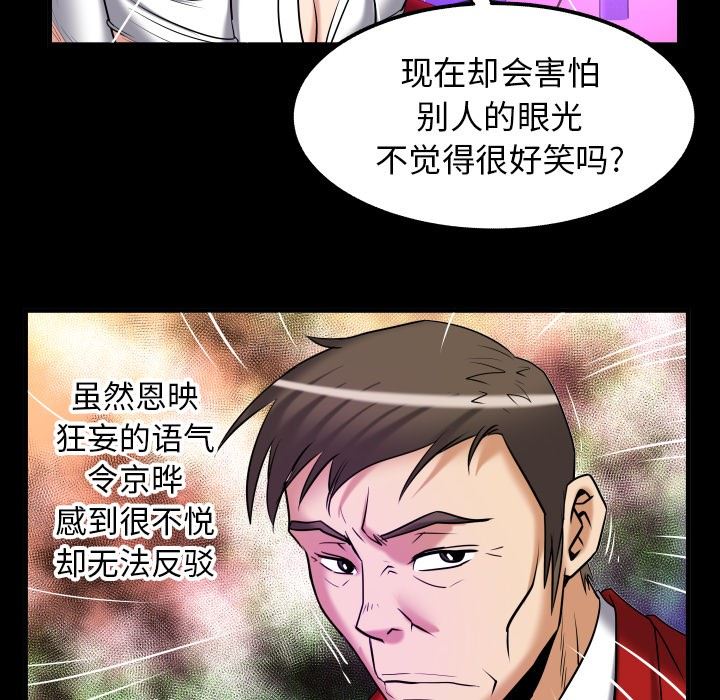 现在却会害怕
别人的眼光
不觉得很好笑吗?
虽然恩映
狂妄的语气
令京晔
感到很不悦
却无法反驳